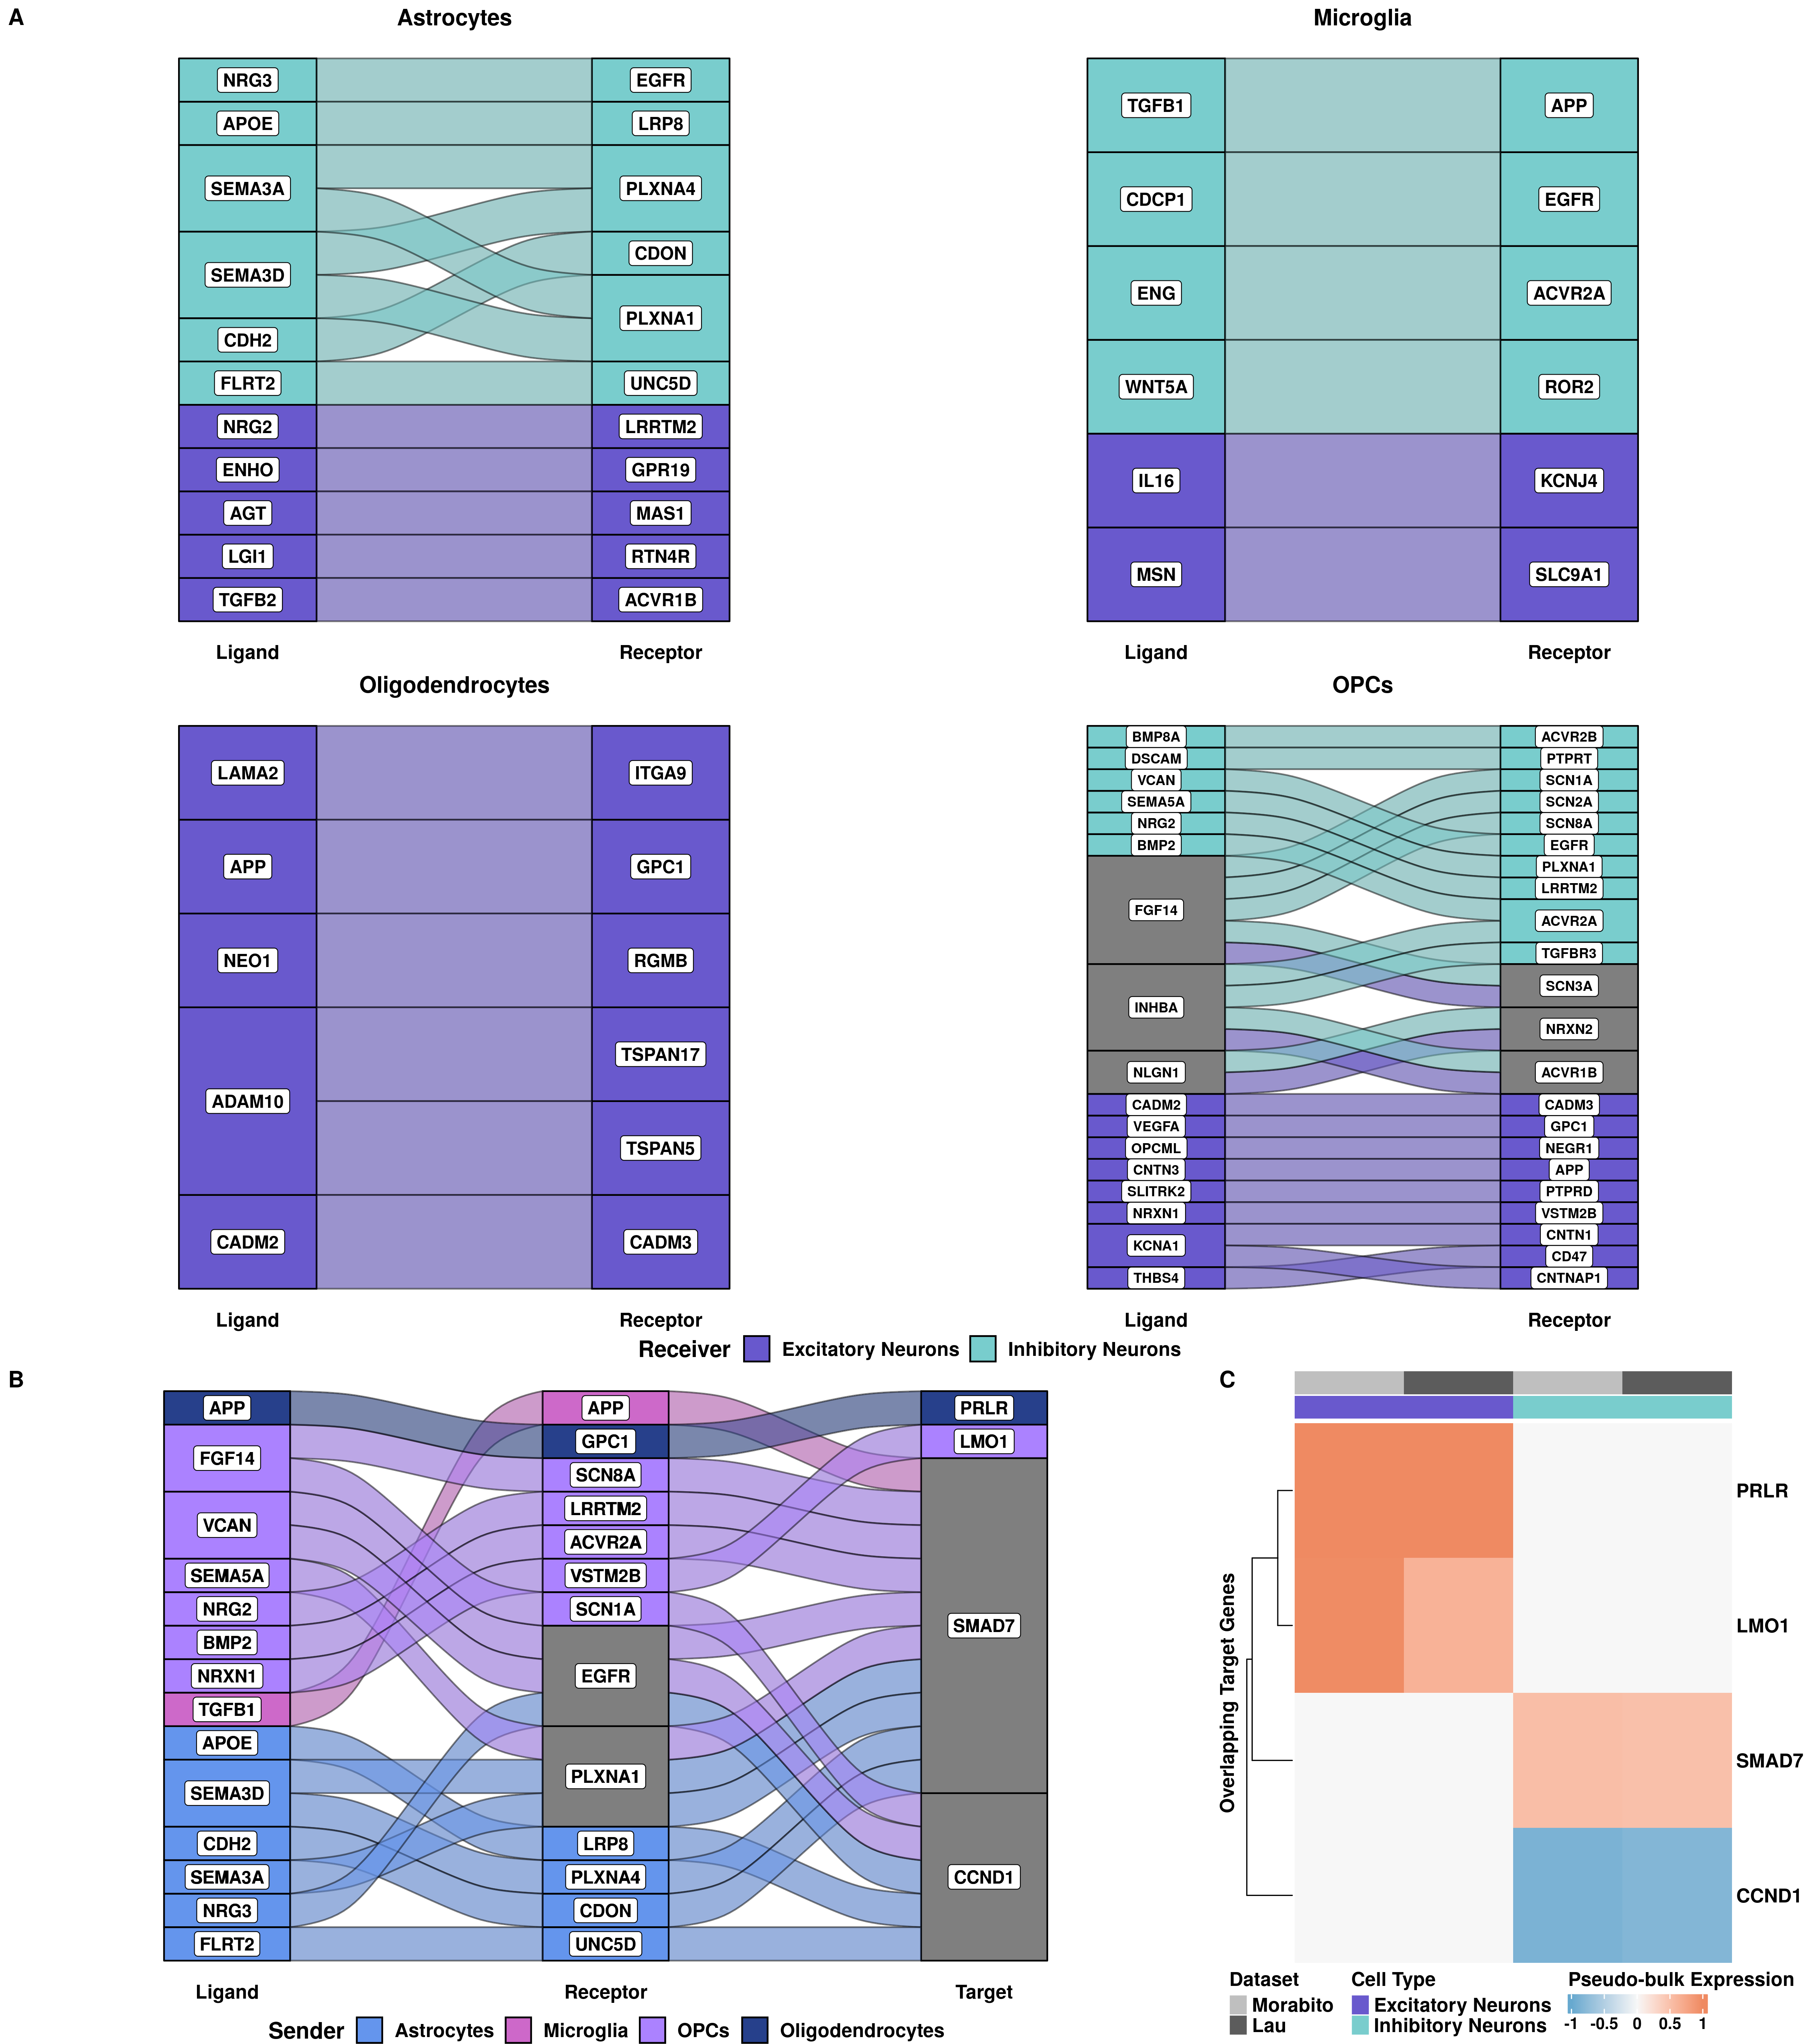 A
Astrocytes
NRG3
APOE
SEMA3A
SEMA3D
CDH2
FLRT2
NRG2
ENHO
AGT
LGI1
TGFB2
EGFR
LRP8
PLXNA4
CDON
PLXNA1
UNC5D
LRRTM2
GPR19
MAS1
RTN4R
ACVR1B
Ligand
Receptor
Microglia
TGFB1
CDCP1
ENG
WNT5A
IL16
MSN
APP
EGFR
ACVR2A
ROR2
KCNJ4
SLC9A1
Ligand
Receptor
Oligodendrocytes
LAMA2
APP
NEO1
ADAM10
CADM2
ITGA9
GPC1
RGMB
TSPAN17
TSPAN5
CADM3
Ligand
Receptor
OPCs
BMP8A
DSCAM
VCAN
SEMA5A
NRG2
BMP2
FGF14
INHBA
NLGN1
CADM2
VEGFA
OPCML
CNTN3
SLITRK2
NRXN1
KCNA1
THBS4
ACVR2B
PTPRT
SCN1A
SCN2A
SCN8A
EGFR
PLXNA1
LRRTM2
ACVR2A
TGFBR3
SCN3A
NRXN2
ACVR1B
CADM3
GPC1
NEGR1
APP
PTPRD
VSTM2B
CNTN1
CD47
CNTNAP1
Ligand
Receptor
Receiver Excitatory Neurons Inhibitory Neurons
B
APP
FGF14
VCAN
SEMA5A
NRG2
BMP2
NRXN1
TGFB1
APOE
SEMA3D
CDH2
SEMA3A
NRG3
FLRT2
APP
GPC1
SCN8A
LRRTM2
ACVR2A
VSTM2B
SCN1A
EGFR
PLXNA1
LRP8
PLXNA4
CDON
UNC5D
PRLR
LMO1
SMAD7
CCND1
Ligand
Receptor
Target
Sender Astrocytes Microglia OPCs Oligodendrocytes
C
Overlapping Target Genes
PRLR
LMO1
SMAD7
CCND1
Dataset
Morabito
Lau
Cell Type
Excitatory Neurons
Inhibitory Neurons
Pseudo-bulk Expression
-1 -0.5 0 0.5 1